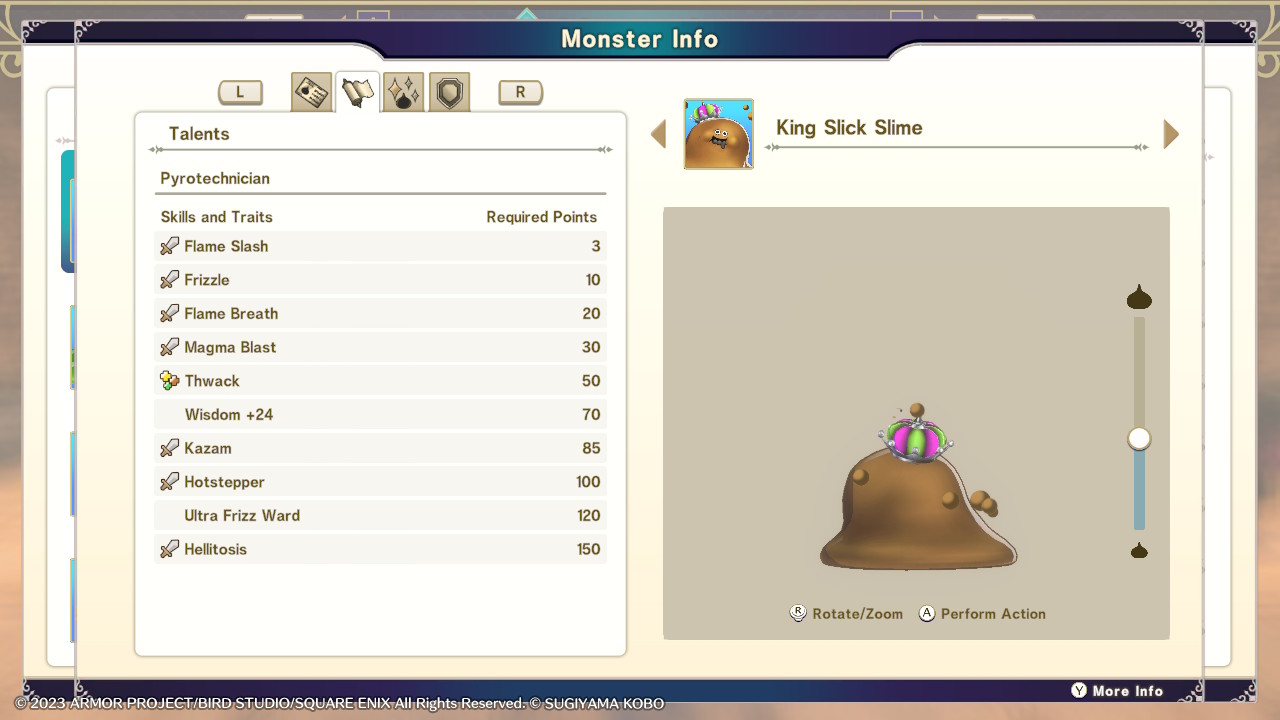 Monster Info
L
R
Talents
Pyrotechnician
Skills and Traits Required Points
Flame Slash 3
Frizzle 10
Flame Breath 20
Magma Blast 30
Thwack 50
Wisdom +24 70
Kazam 85
Hotstepper 100
Ultra Frizz Ward 120
Hellitosis 150
King Slick Slime
R Rotate/Zoom A Perform Action
Y More Info
© 2023 ARMOR PROJECT/BIRD STUDIO/SQUARE ENIX All Rights Reserved. © SUGIYAMA KOBO